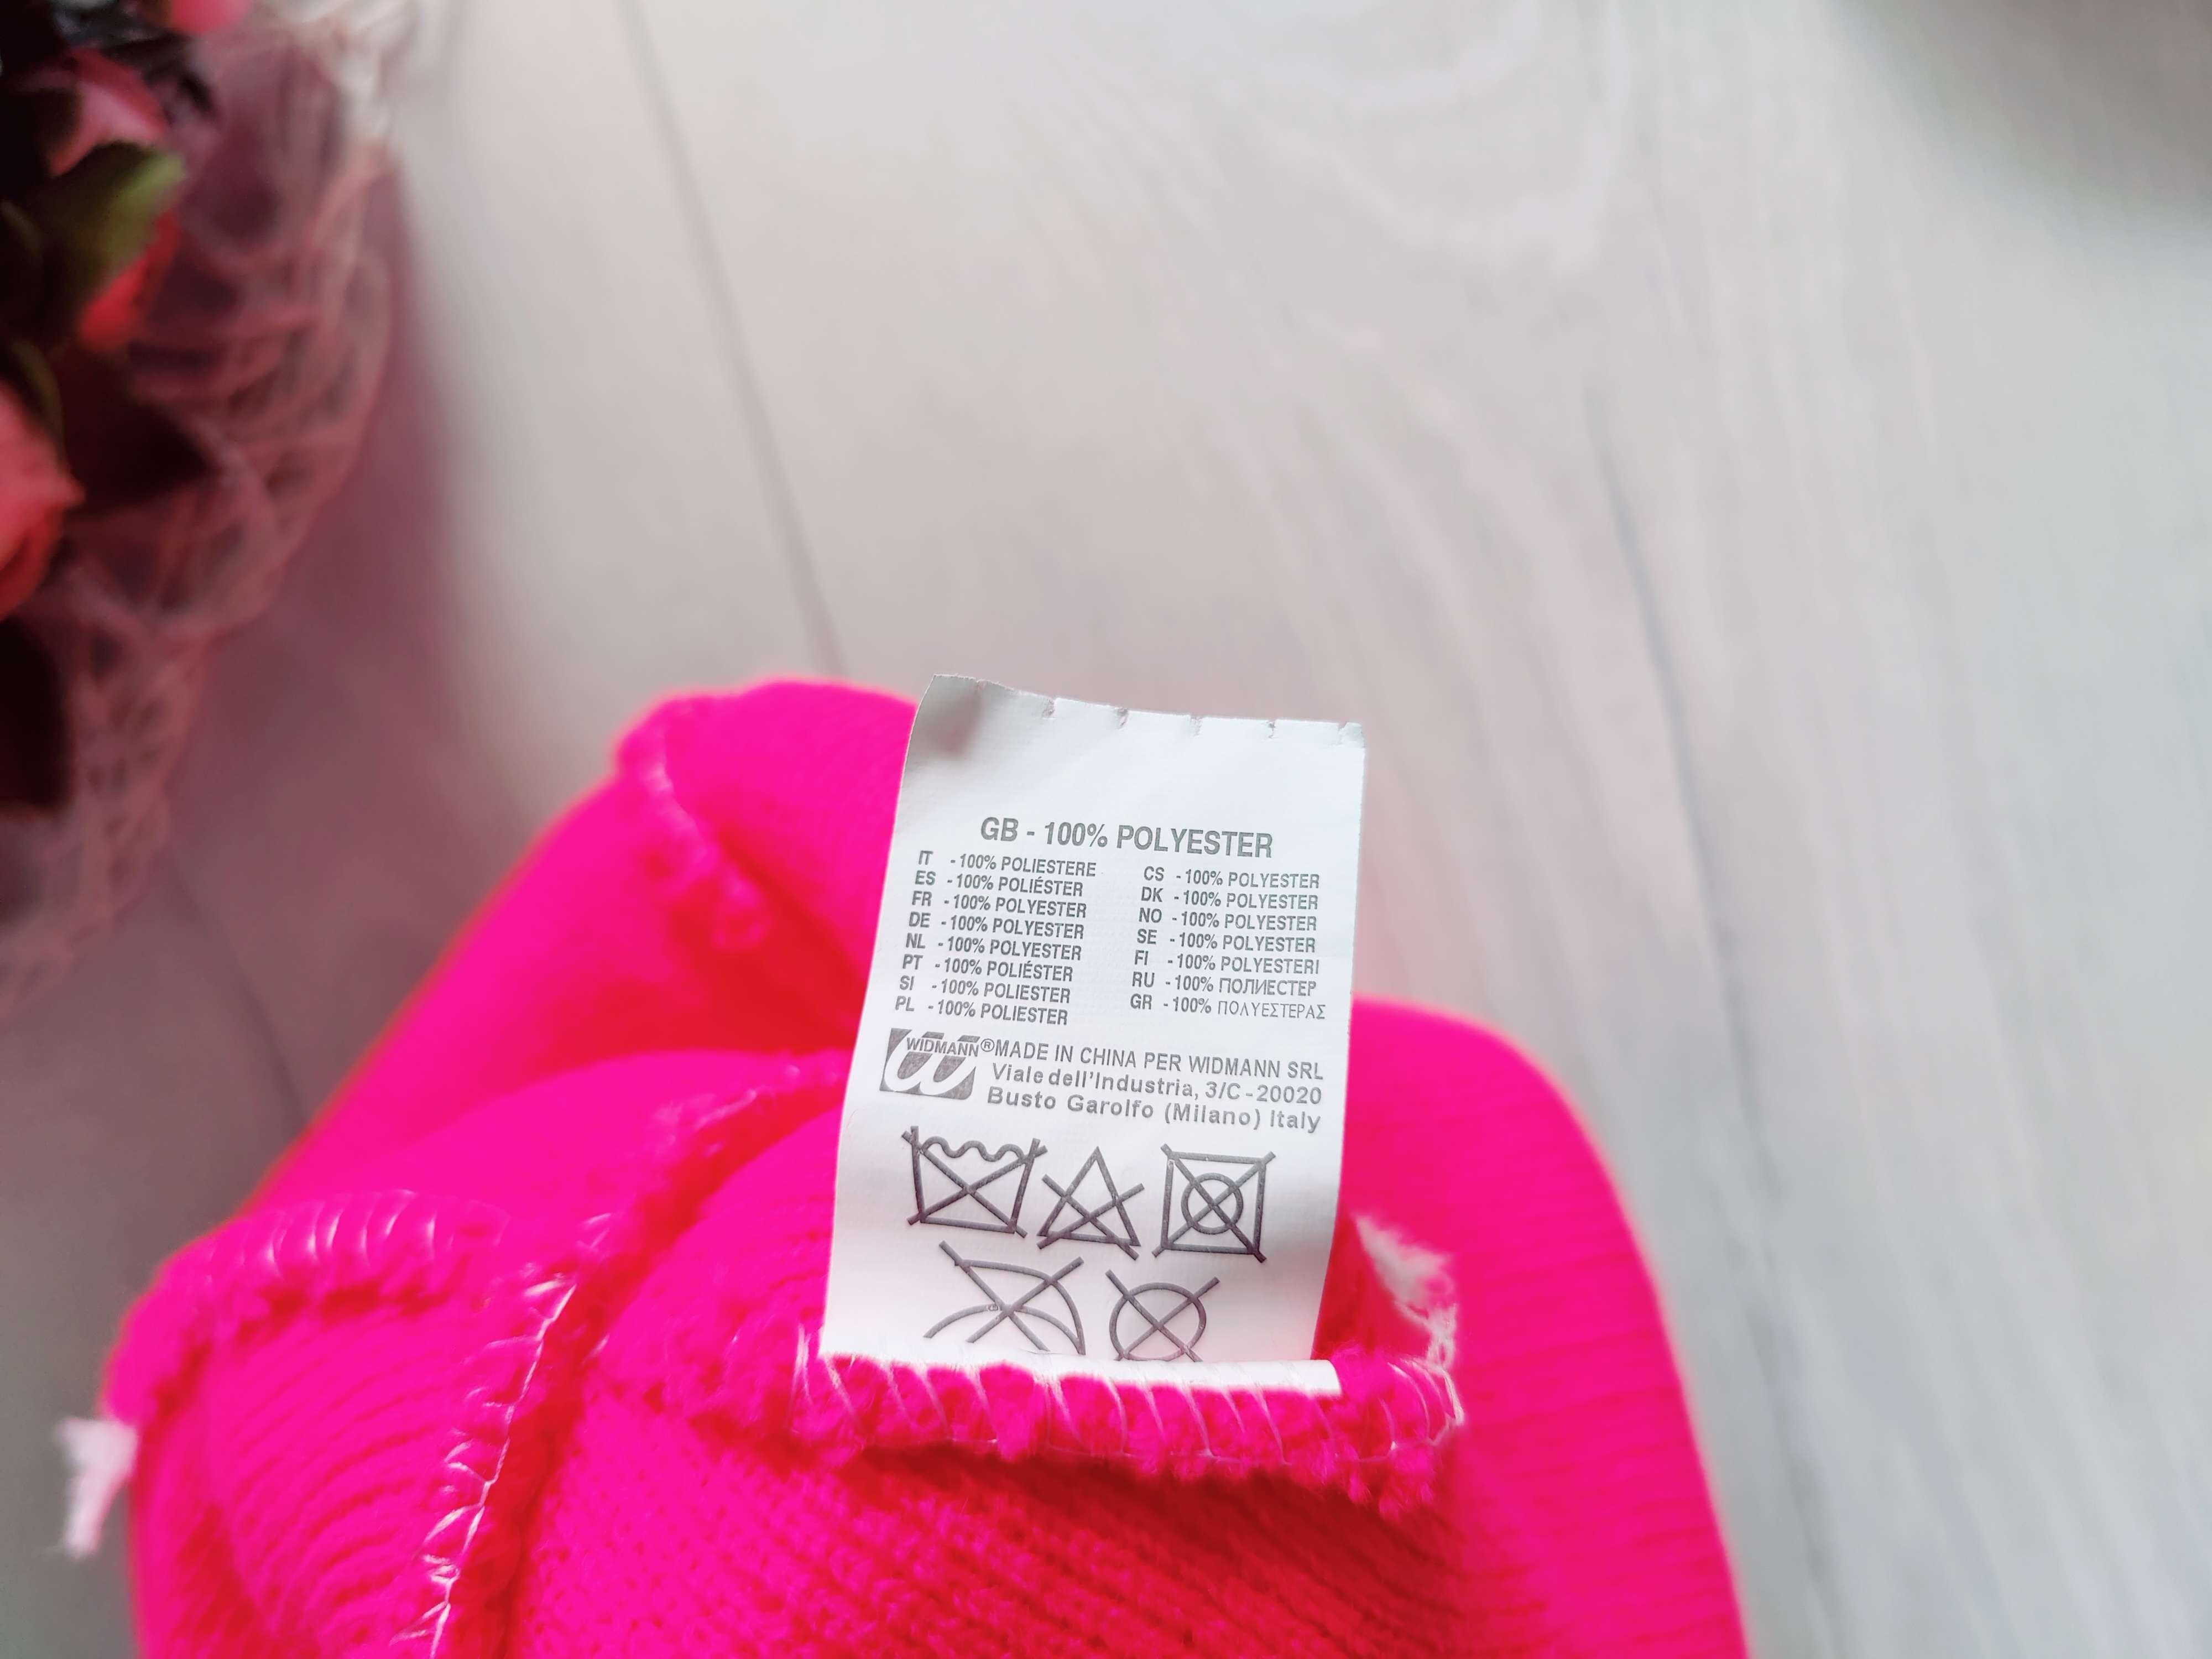 GB - 100% POLYESTER
IT - 100% POLIESTERE
ES - 100% POLIÉSTER
FR - 100% POLYESTER
DE - 100% POLYESTER
NL - 100% POLYESTER
PT - 100% POLIÉSTER
SI - 100% POLIESTER
PL - 100% POLIESTER
CS - 100% POLYESTER
DK - 100% POLYESTER
NO - 100% POLYESTER
SE - 100% POLYESTER
FI - 100% POLYESTERI
RU - 100% ПОЛИЕСТЕР
GR - 100% ΠΟΛΥΕΣΤΕΡΑΣ
WIDMANN® MADE IN CHINA PER WIDMANN SRL
Viale dell'Industria, 3/C - 20020
Busto Garolfo (Milano) Italy